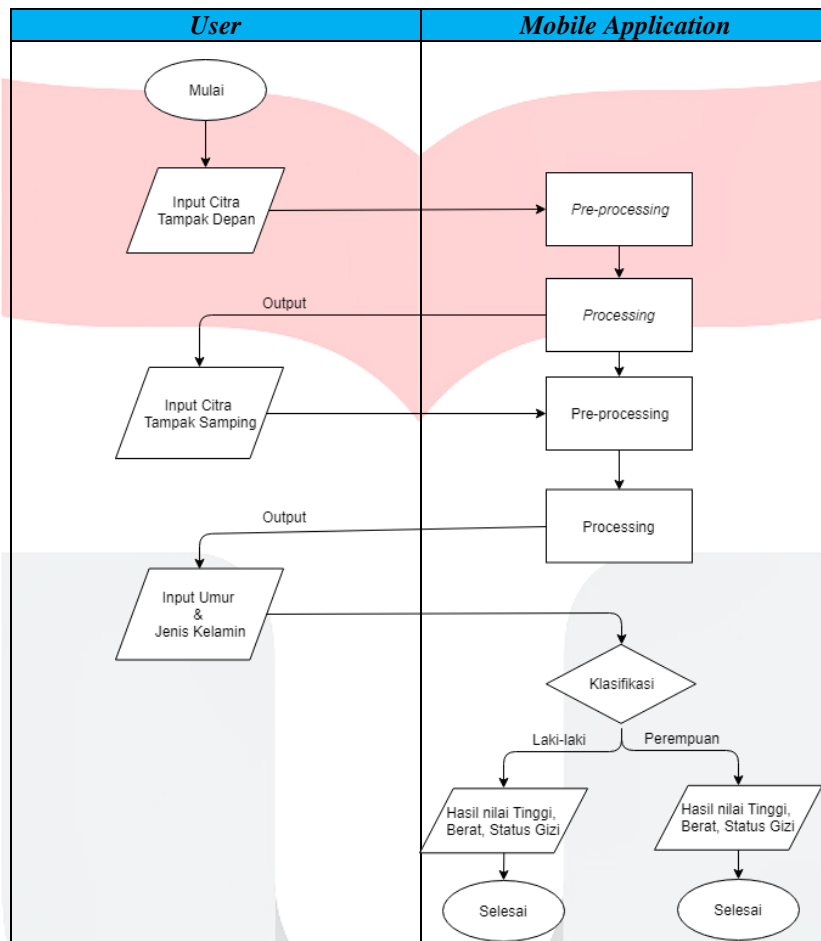 User
Mobile Application
Mulai
Input Citra
Tampak Depan
Pre-processing
Output
Processing
Input Citra
Tampak Samping
Pre-processing
Output
Processing
Input Umur
&
Jenis Kelamin
Klasifikasi
Laki-laki
Perempuan
Hasil nilai Tinggi,
Berat, Status Gizi
Hasil nilai Tinggi,
Berat, Status Gizi
Selesai
Selesai